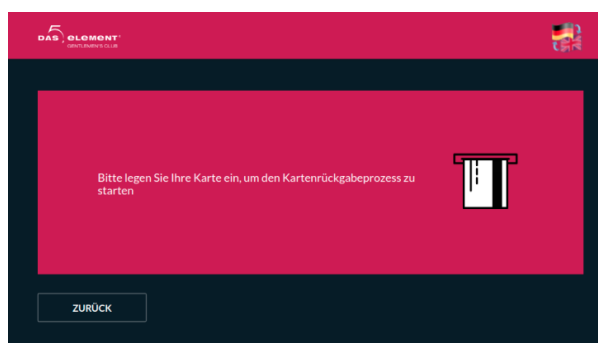 DAS 5. eLement
GENTLEMEN'S CLUB
Bitte legen Sie Ihre Karte ein, um den Kartenrückgabeprozess zu
starten
ZURÜCK